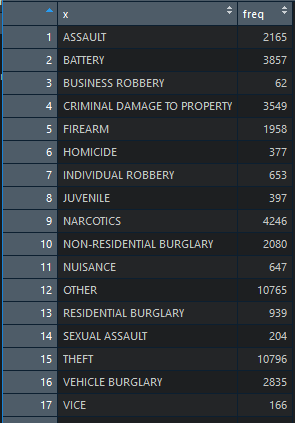 x freq
1 ASSAULT 2165
2 BATTERY 3857
3 BUSINESS ROBBERY 62
4 CRIMINAL DAMAGE TO PROPERTY 3549
5 FIREARM 1958
6 HOMICIDE 377
7 INDIVIDUAL ROBBERY 653
8 JUVENILE 397
9 NARCOTICS 4246
10 NON-RESIDENTIAL BURGLARY 2080
11 NUISANCE 647
12 OTHER 10765
13 RESIDENTIAL BURGLARY 939
14 SEXUAL ASSAULT 204
15 THEFT 10796
16 VEHICLE BURGLARY 2835
17 VICE 166